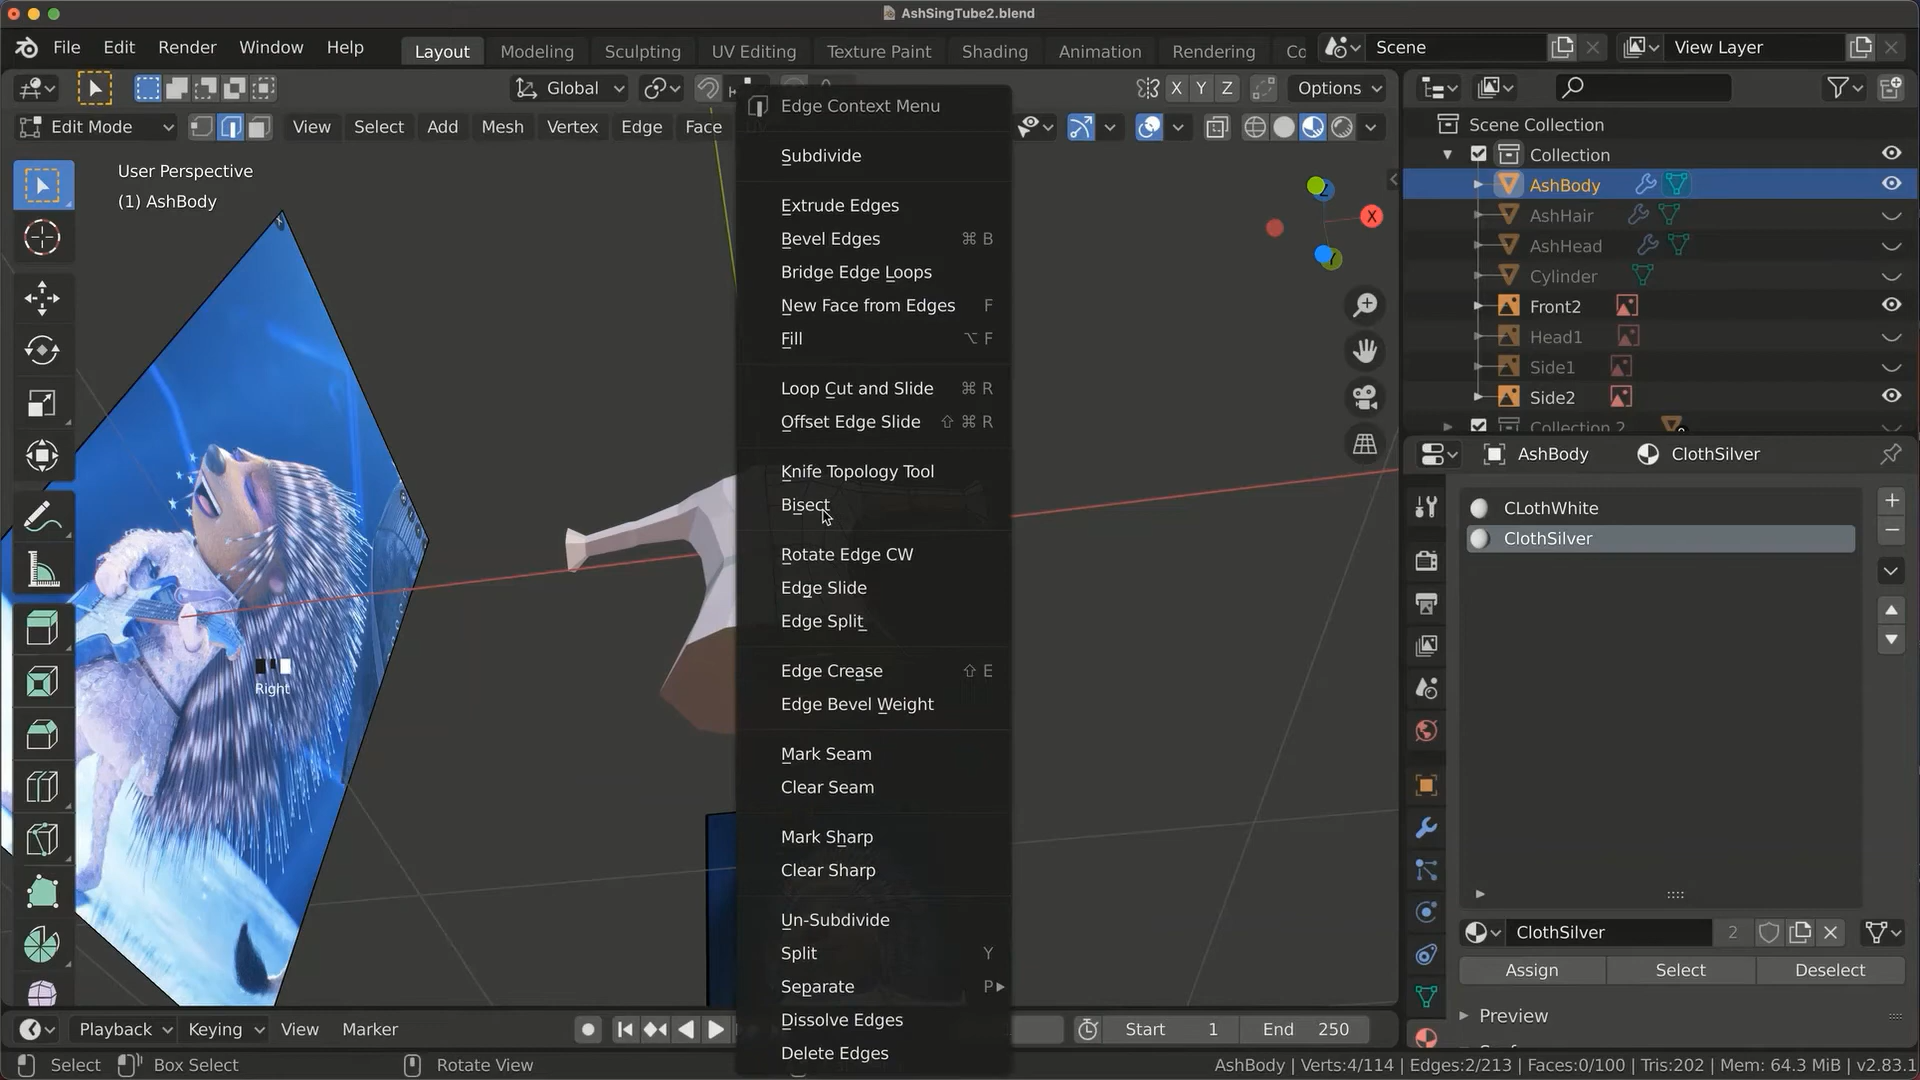 AshSingTube2.blend
File Edit Render Window Help Layout Modeling Sculpting UV Editing Texture Paint Shading Animation Rendering Co Scene View Layer
Global X Y Z Options
Edit Mode View Select Add Mesh Vertex Edge Face
User Perspective
(1) AshBody
Right
Edge Context Menu
Subdivide
Extrude Edges
Bevel Edges ⌘ B
Bridge Edge Loops
New Face from Edges F
Fill ⌥ F
Loop Cut and Slide ⌘ R
Offset Edge Slide ⇧ ⌘ R
Knife Topology Tool
Bisect
Rotate Edge CW
Edge Slide
Edge Split
Edge Crease ⇧ E
Edge Bevel Weight
Mark Seam
Clear Seam
Mark Sharp
Clear Sharp
Un-Subdivide
Split Y
Separate P
Dissolve Edges
Delete Edges
Z
X
Y
Scene Collection
Collection
AshBody
AshHair
AshHead
Cylinder
Front2
Head1
Side1
Side2
Collection 2
AshBody ClothSilver
CLothWhite
ClothSilver
ClothSilver 2
Assign Select Deselect
Preview
Playback Keying View Marker Start 1 End 250
Select Box Select Rotate View AshBody | Verts:4/114 | Edges:2/213 | Faces:0/100 | Tris:202 | Mem: 64.3 MiB | v2.83.1